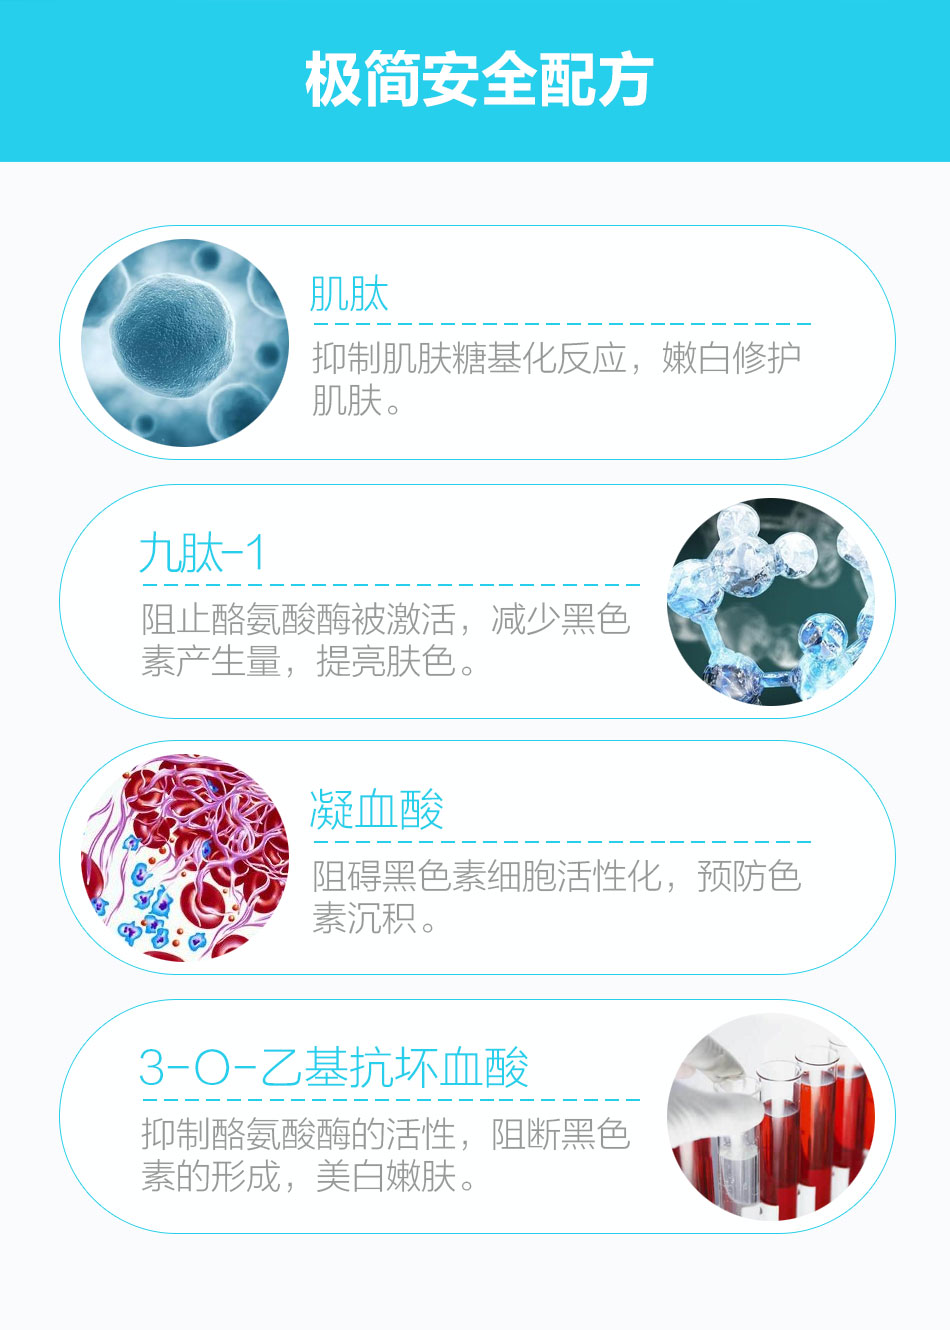 极简安全配方
肌肽
抑制肌肤糖基化反应，嫩白修护
肌肤。
九肽-1
阻止酪氨酸酶被激活，减少黑色
素产生量，提亮肤色。
凝血酸
阻碍黑色素细胞活性化，预防色
素沉积。
3-O-乙基抗坏血酸
抑制酪氨酸酶的活性，阻断黑色
素的形成，美白嫩肤。